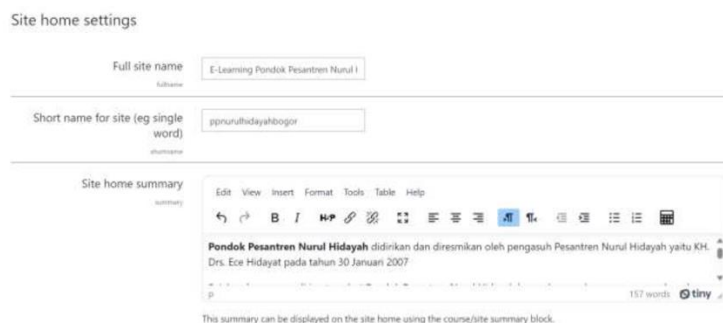 Site home settings
Full site name
fullname
E-Learning Pondok Pesantren Nurul
Short name for site (eg single
word)
shortname
ppnurulhidayahbogor
Site home summary
summary
Edit View Insert Format Tools Table Help
B I H-P
Pondok Pesantren Nurul Hidayah didirikan dan diresmikan oleh pengasuh Pesantren Nurul Hidayah yaitu KH.
Drs. Ece Hidayat pada tahun 30 Januari 2007
p
157 words tiny
This summary can be displayed on the site home using the course/site summary block.